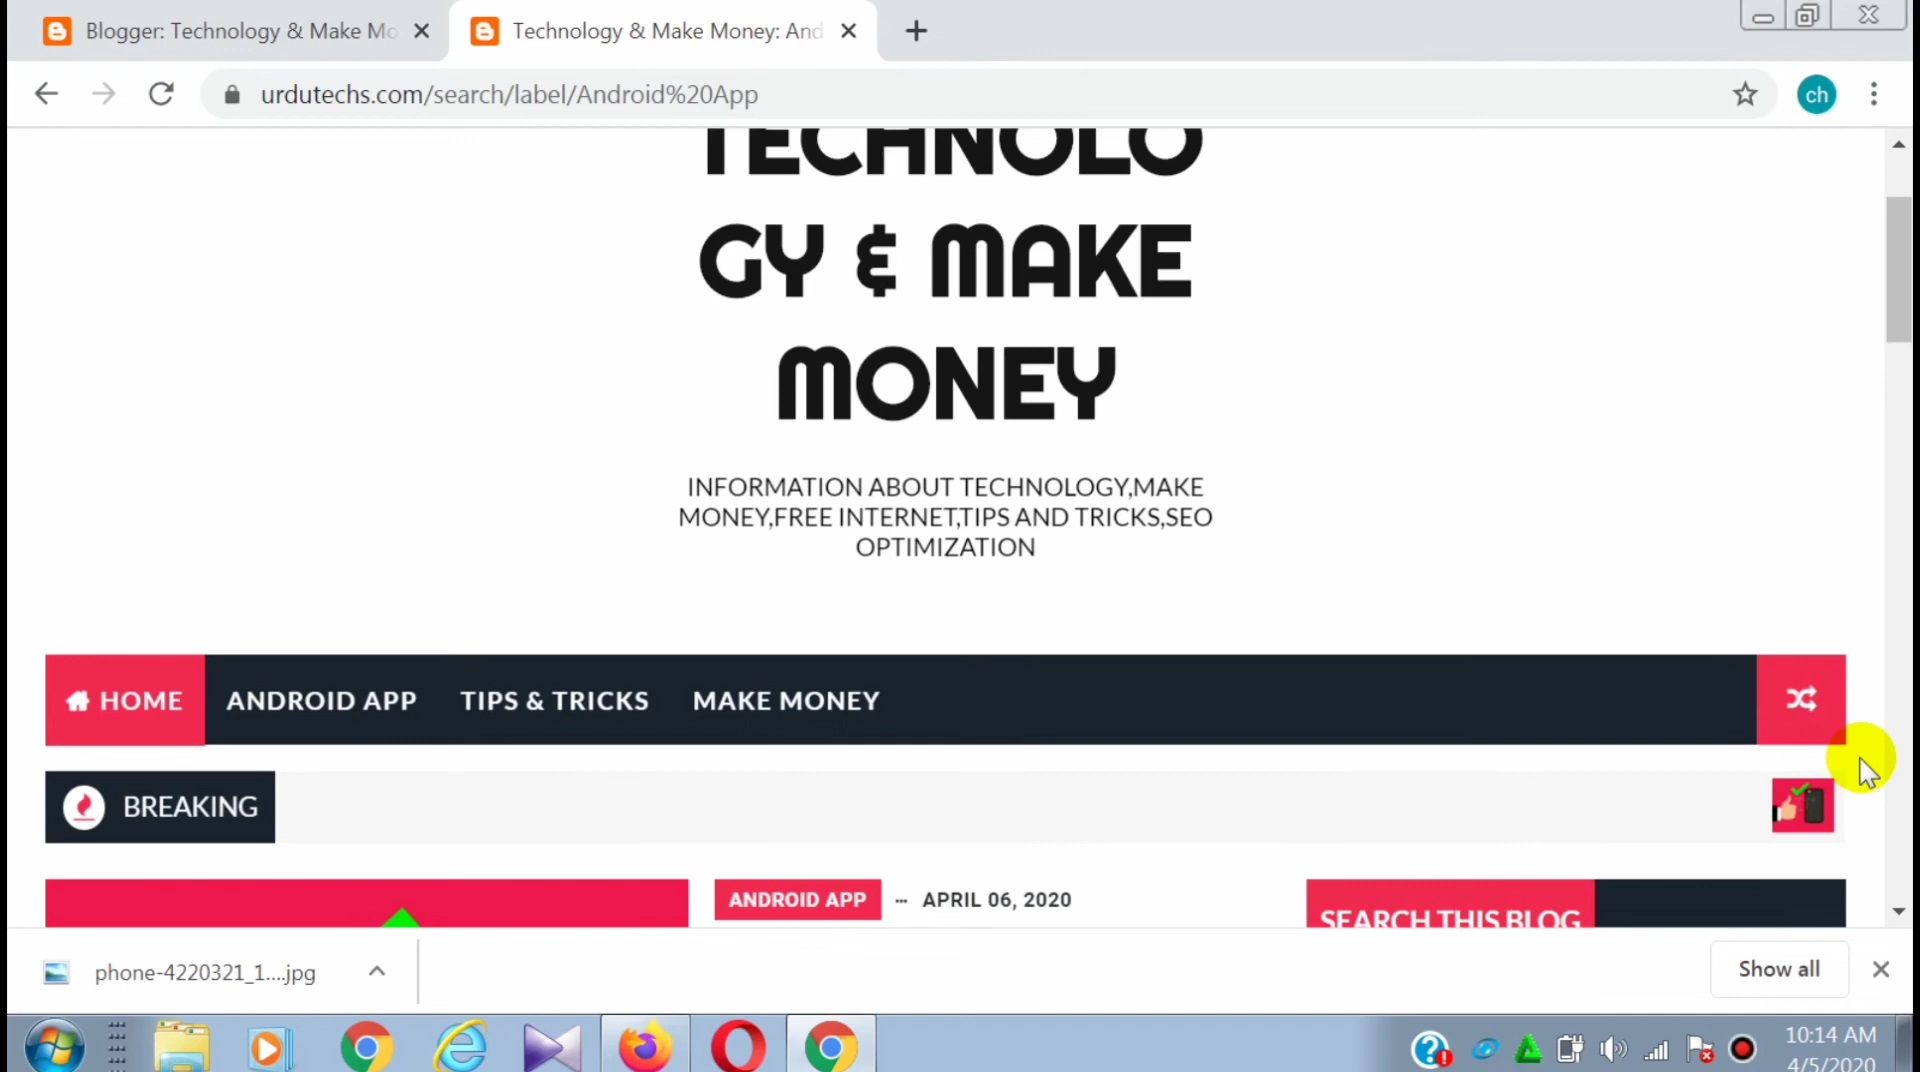 Blogger: Technology & Make Mo
Technology & Make Money: And
urdutechs.com/search/label/Android%20App
ch
TECHNOLO
GY & MAKE
MONEY
INFORMATION ABOUT TECHNOLOGY,MAKE
MONEY,FREE INTERNET,TIPS AND TRICKS,SEO
OPTIMIZATION
HOME
ANDROID APP
TIPS & TRICKS
MAKE MONEY
BREAKING
ANDROID APP
APRIL 06, 2020
SEARCH THIS BLOG
phone-4220321_1....jpg
Show all
10:14 AM
4/5/2020